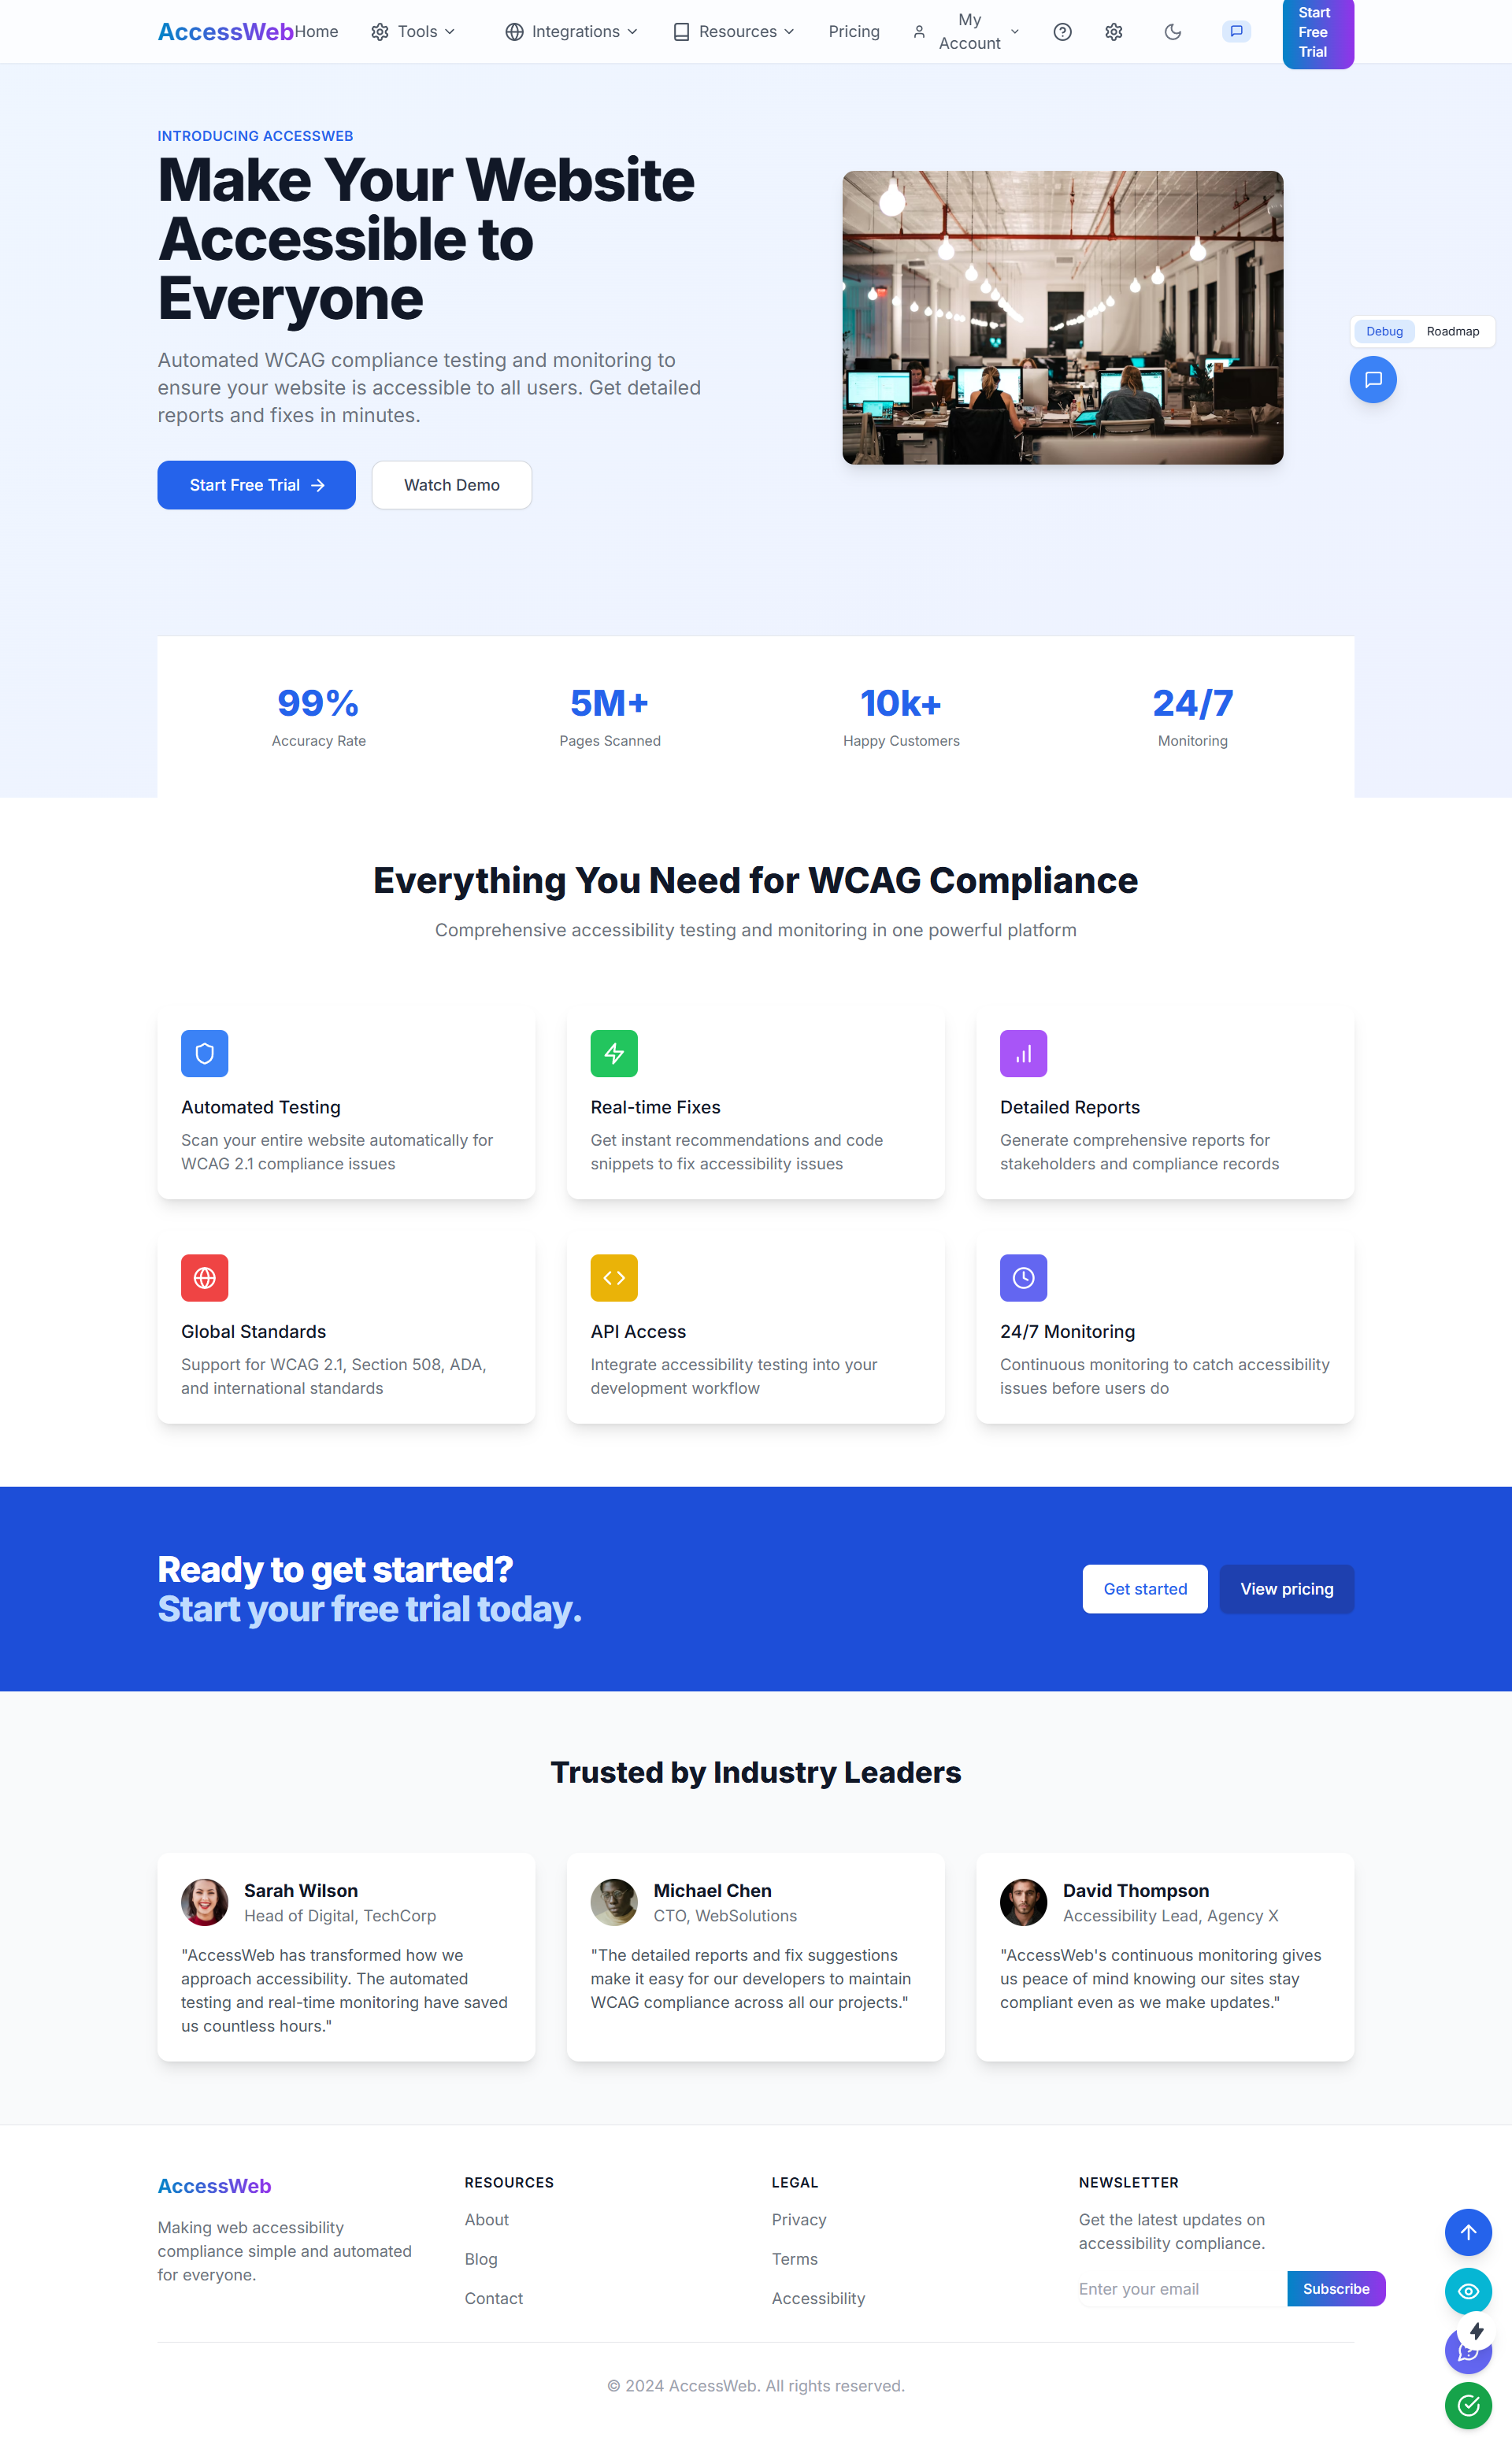 AccessWeb
Home
Tools
Integrations
Resources
Pricing
My
Account
Start
Free
Trial
INTRODUCING ACCESSWEB
Make Your Website
Accessible to
Everyone
Automated WCAG compliance testing and monitoring to
ensure your website is accessible to all users. Get detailed
reports and fixes in minutes.
Start Free Trial
Watch Demo
Debug
Roadmap
99%
Accuracy Rate
5M+
Pages Scanned
10k+
Happy Customers
24/7
Monitoring
Everything You Need for WCAG Compliance
Comprehensive accessibility testing and monitoring in one powerful platform
Automated Testing
Scan your entire website automatically for
WCAG 2.1 compliance issues
Real-time Fixes
Get instant recommendations and code
snippets to fix accessibility issues
Detailed Reports
Generate comprehensive reports for
stakeholders and compliance records
Global Standards
Support for WCAG 2.1, Section 508, ADA,
and international standards
API Access
Integrate accessibility testing into your
development workflow
24/7 Monitoring
Continuous monitoring to catch accessibility
issues before users do
Ready to get started?
Start your free trial today.
Get started
View pricing
Trusted by Industry Leaders
Sarah Wilson
Head of Digital, TechCorp
"AccessWeb has transformed how we
approach accessibility. The automated
testing and real-time monitoring have saved
us countless hours."
Michael Chen
CTO, WebSolutions
"The detailed reports and fix suggestions
make it easy for our developers to maintain
WCAG compliance across all our projects."
David Thompson
Accessibility Lead, Agency X
"AccessWeb's continuous monitoring gives
us peace of mind knowing our sites stay
compliant even as we make updates."
AccessWeb
Making web accessibility
compliance simple and automated
for everyone.
RESOURCES
About
Blog
Contact
LEGAL
Privacy
Terms
Accessibility
NEWSLETTER
Get the latest updates on
accessibility compliance.
Enter your email
Subscribe
© 2024 AccessWeb. All rights reserved.